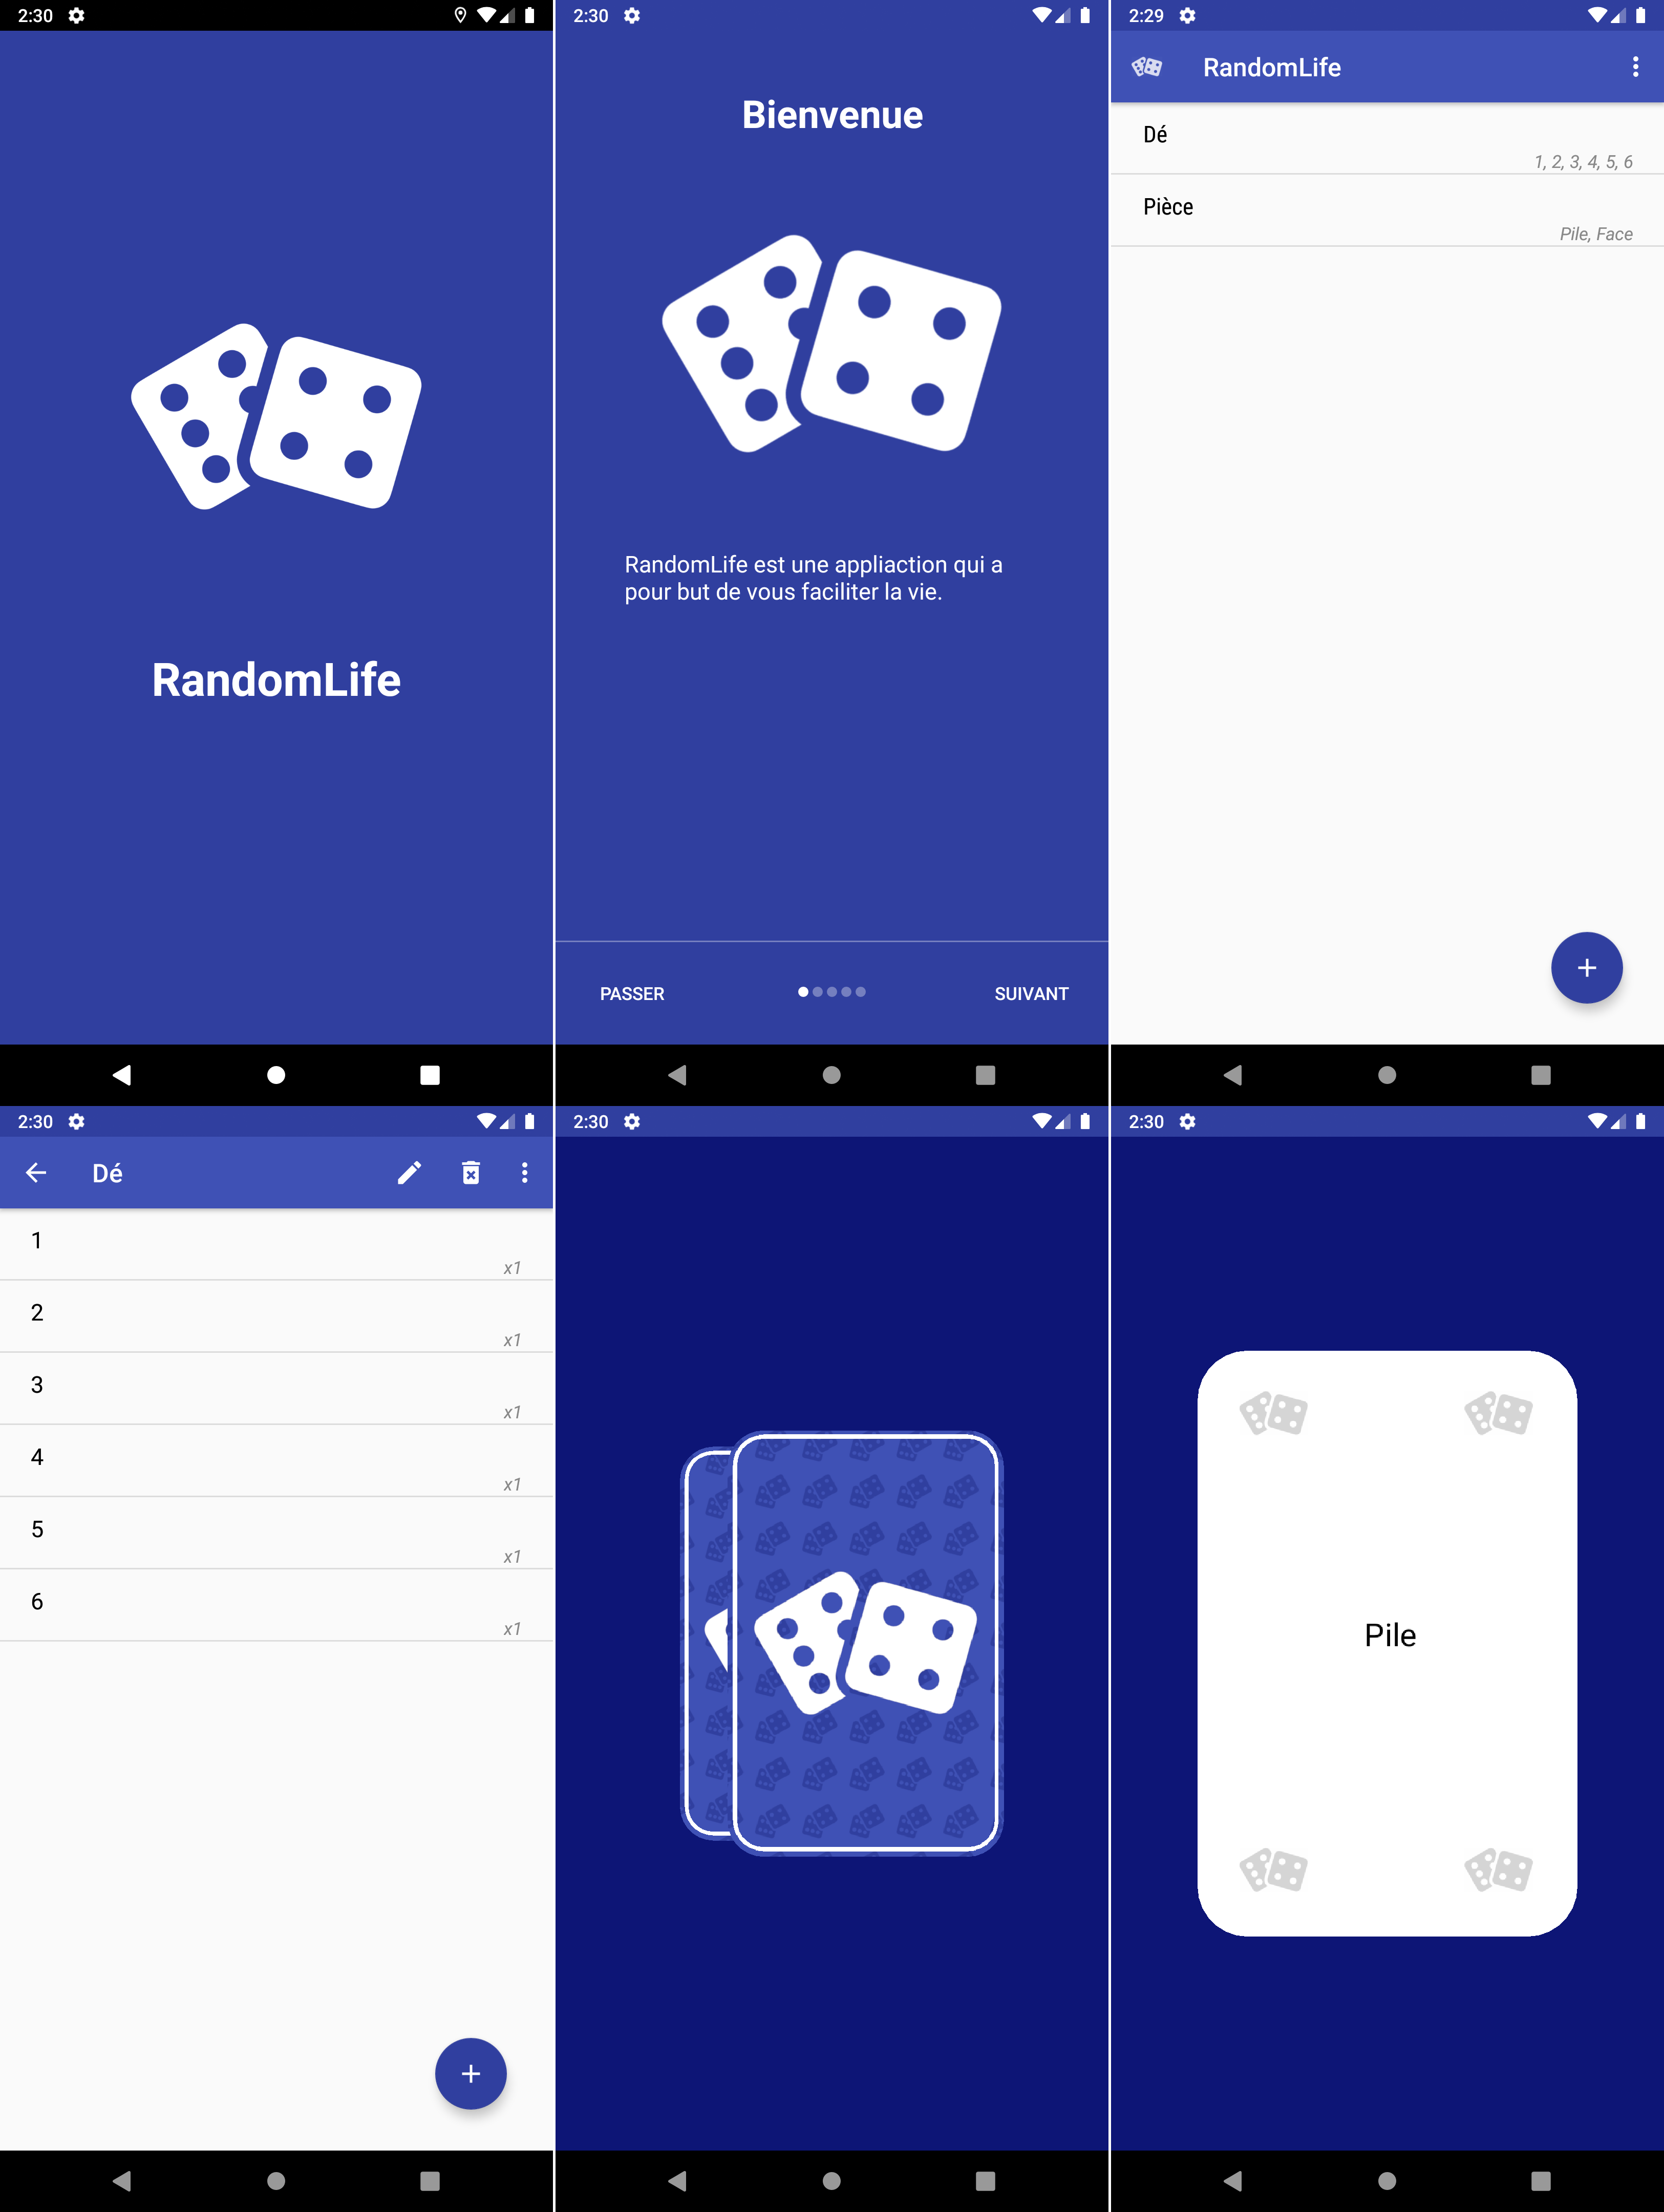 2:30
RandomLife
2:30
Bienvenue
RandomLife est une appliaction qui a
pour but de vous faciliter la vie.
PASSER
SUIVANT
2:29
RandomLife
Dé
1, 2, 3, 4, 5, 6
Pièce
Pile, Face
2:30
Dé
1
x1
2
x1
3
x1
4
x1
5
x1
6
x1
2:30
2:30
Pile